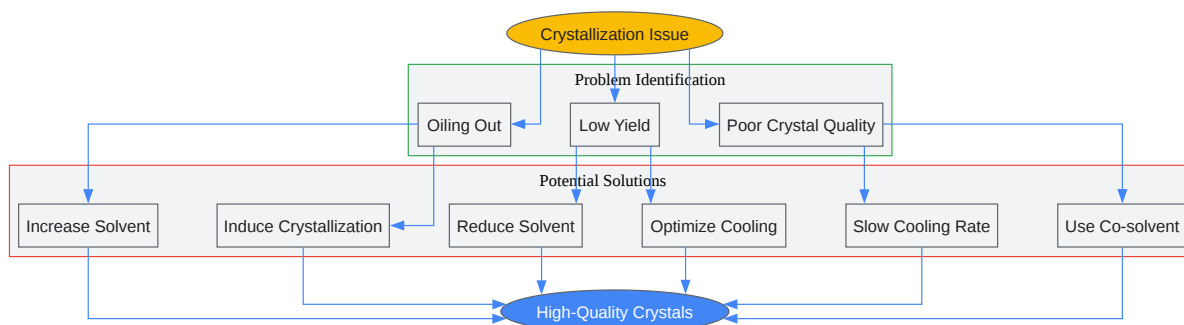 Crystallization Issue
Problem Identification
Oiling Out
Low Yield
Poor Crystal Quality
Potential Solutions
Increase Solvent
Induce Crystallization
Reduce Solvent
Optimize Cooling
Slow Cooling Rate
Use Co-solvent
High-Quality Crystals